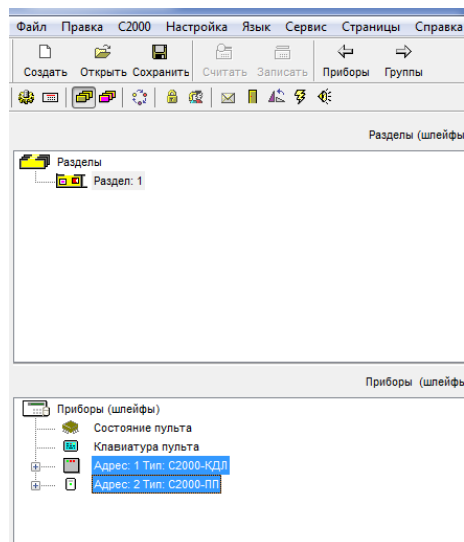 Файл Правка С2000 Настройка Язык Сервис Страницы Справка
Создать Открыть Сохранить Считать Записать Приборы Группы
Разделы (шлейфы
Разделы
Раздел: 1
Приборы (шлейфы
Приборы (шлейфы)
Состояние пульта
Клавиатура пульта
Адрес: 1 Тип: С2000-КДЛ
Адрес: 2 Тип: С2000-ПП